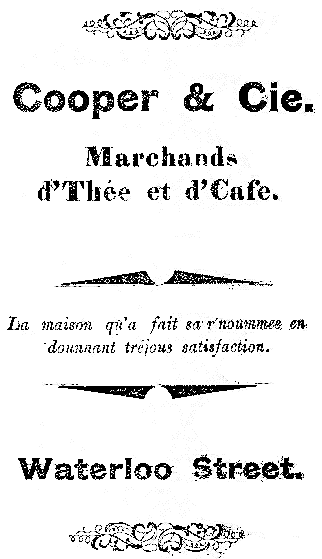 Cooper & Cie.
Marchands
d'Thée et d'Cafe.
La maison qu'a fait sa r'noummee en
dounnant tréjous satisfaction.
Waterloo Street.